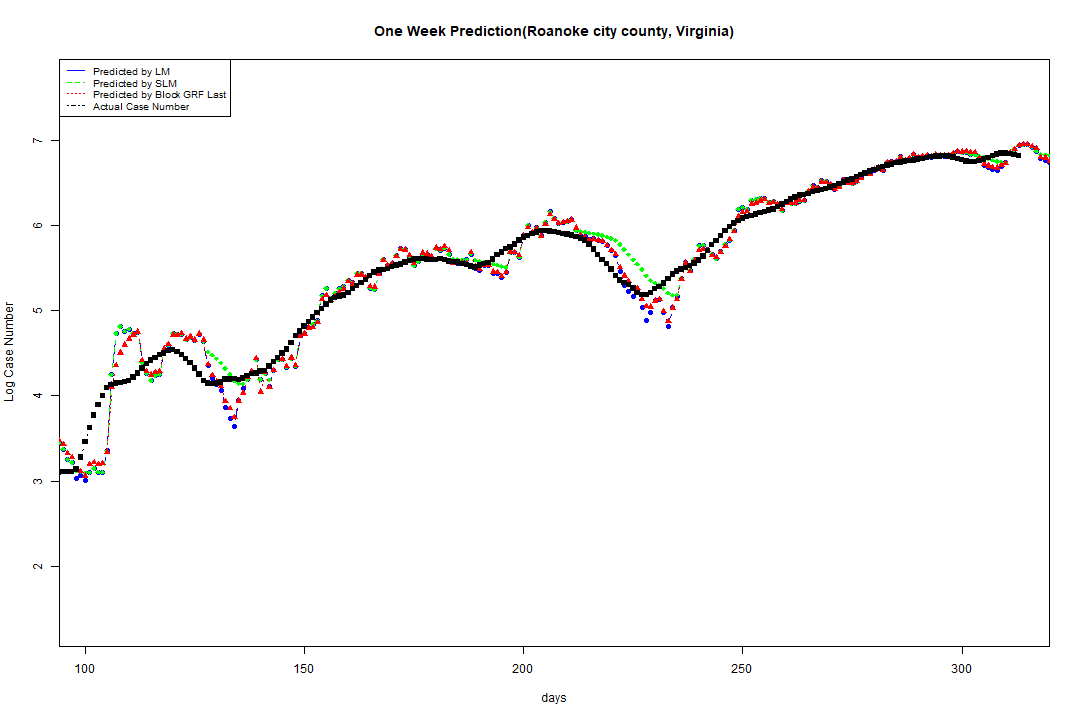 One Week Prediction(Roanoke city county, Virginia)
Predicted by LM
Predicted by SLM
Predicted by Block GRF Last
Actual Case Number
7
6
5
4
3
2
Log Case Number
100 150 200 250 300
days